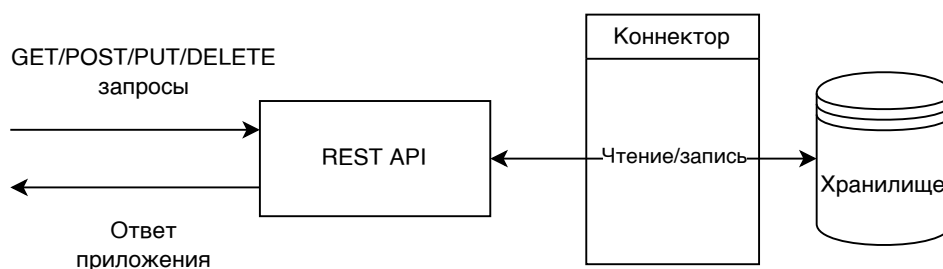 GET/POST/PUT/DELETE
запросы
REST API
Ответ
приложения
Коннектор
Чтение/запись
Хранилище